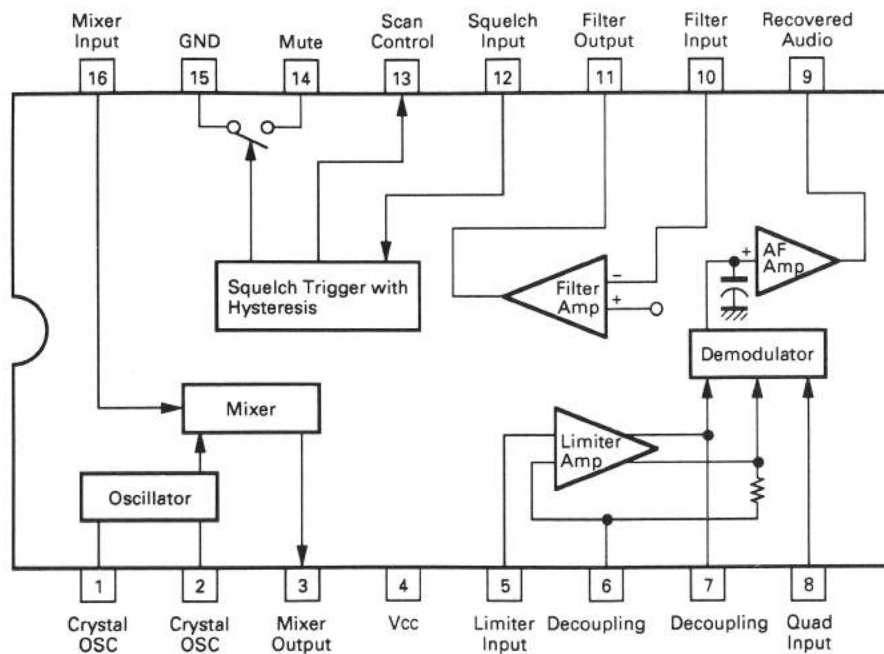 Mixer Input
GND
Mute
Scan Control
Squelch Input
Filter Output
Filter Input
Recovered Audio
16
15
14
13
12
11
10
9
Squelch Trigger with
Hysteresis
−
Filter
Amp
+
+
AF
Amp
Demodulator
Mixer
Limiter
Amp
Oscillator
1
2
3
4
5
6
7
8
Crystal OSC
Crystal OSC
Mixer Output
Vcc
Limiter Input
Decoupling
Decoupling
Quad Input